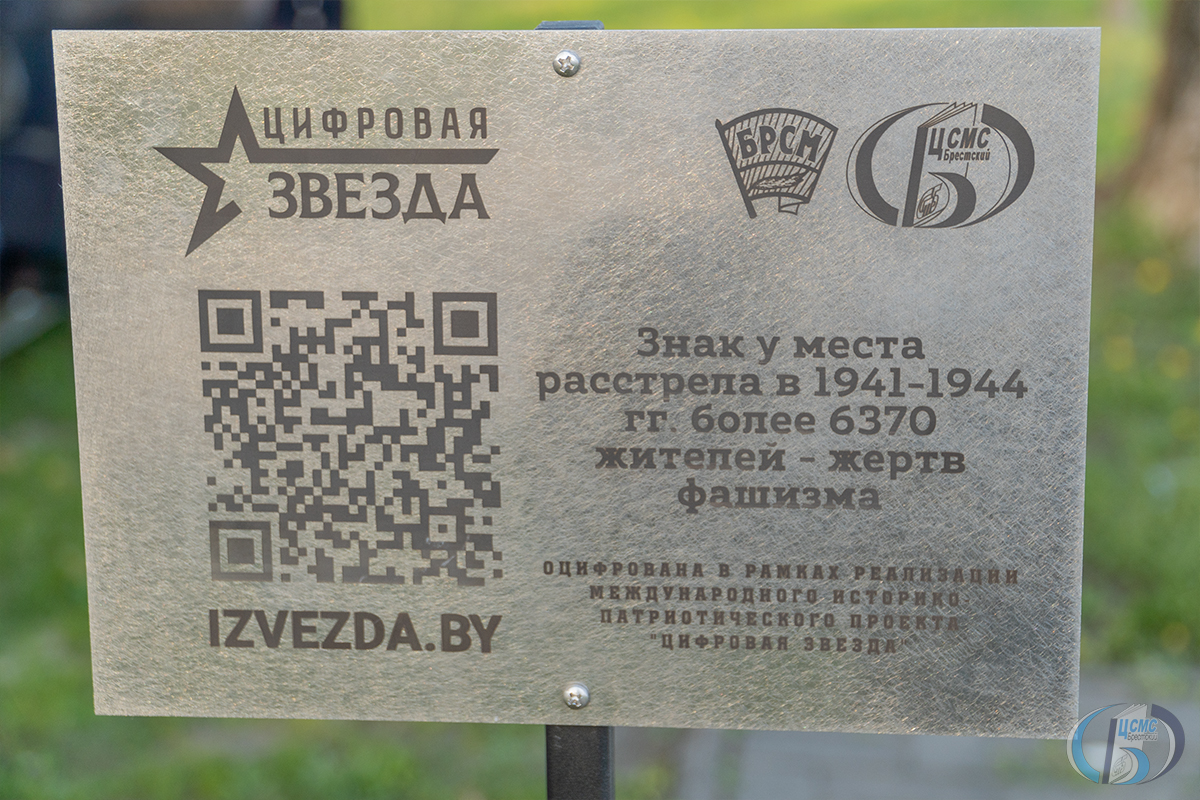 ЦИФРОВАЯ
ЗВЕЗДА
БРСМ
ЦСМС
Брестский
Знак у места
расстрела в 1941-1944
гг. более 6370
жителей - жертв
фашизма
ОЦИФРОВАНА В РАМКАХ РЕАЛИЗАЦИИ
МЕЖДУНАРОДНОГО ИСТОРИКО-
ПАТРИОТИЧЕСКОГО ПРОЕКТА
"ЦИФРОВАЯ ЗВЕЗДА"
IZVEZDA.BY
ЦСМС
Брестский